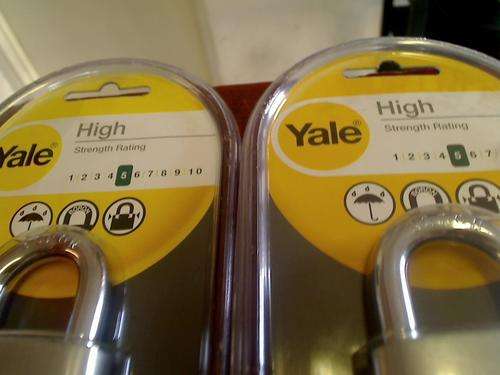 Yale®
High
Strength Rating
1 2 3 4 5 6 7 8 9 10
Yale®
High
Strength Rating
1 2 3 4 5 6 7